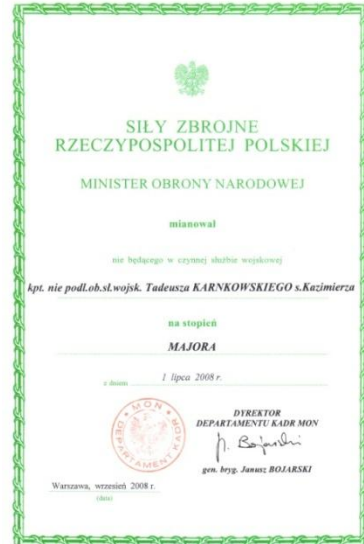 SIŁY ZBROJNE
RZECZYPOSPOLITEJ POLSKIEJ
MINISTER OBRONY NARODOWEJ
mianował
nie będącego w czynnej służbie wojskowej
kpt. nie podl.ob.sł.wojsk. Tadeusza KARNKOWSKIEGO s.Kazimierza
na stopień
MAJORA
z dniem 1 lipca 2008 r.
MON
DEPARTAMENT KADR
DYREKTOR
DEPARTAMENTU KADR MON
J. Bojarski
gen. bryg. Janusz BOJARSKI
Warszawa, wrzesień 2008 r.
(data)